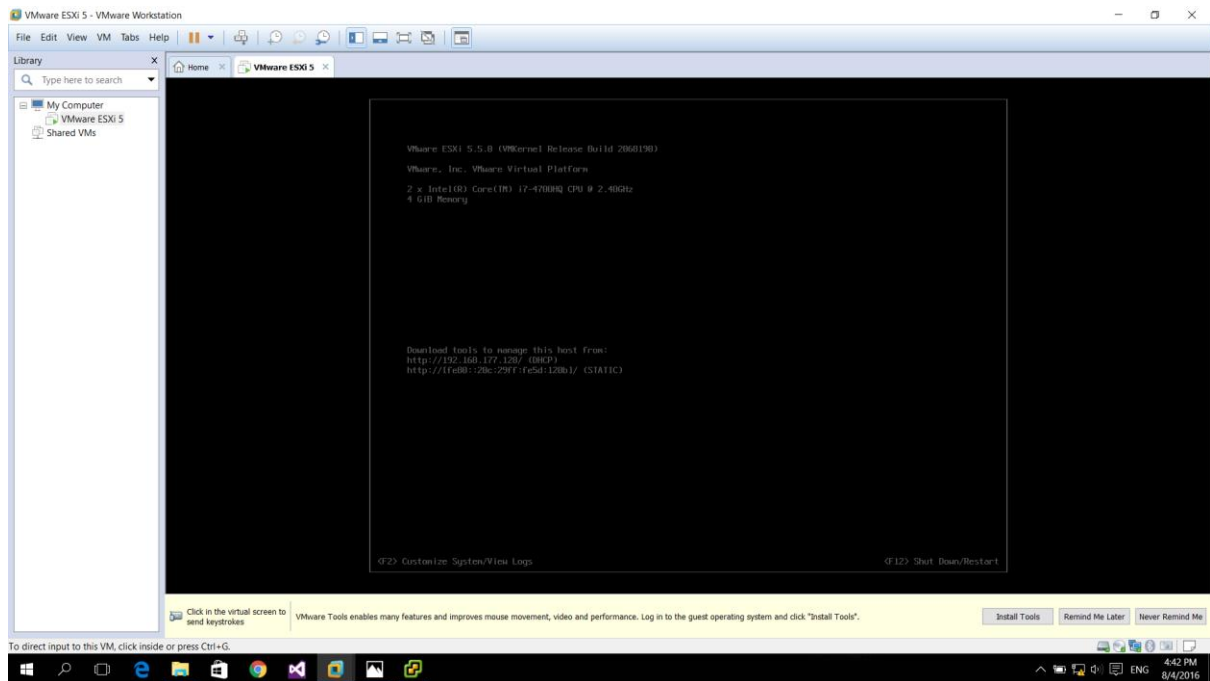 VMware ESXi 5 - VMware Workstation
File Edit View VM Tabs Help
Library X
Home × VMware ESXi 5 ×
Type here to search
My Computer
VMware ESXi 5
Shared VMs
VMware ESXi 5.5.0 (VMKernel Release Build 2068190)
VMware, Inc. VMware Virtual Platform
2 x Intel(R) Core(TM) i7-4700HQ CPU @ 2.40GHz
4 GiB Memory
Download tools to manage this host from:
http://192.168.177.128/ (DHCP)
(STATIC)
<F2> Customize System/View Logs <F12> Shut Down/Restart
Click in the virtual screen to
send keystrokes
VMware Tools enables many features and improves mouse movement, video and performance. Log in to the guest operating system and click "Install Tools".
Install Tools Remind Me Later Never Remind Me
To direct input to this VM, click inside or press Ctrl+G.
ENG
4:42 PM
8/4/2016